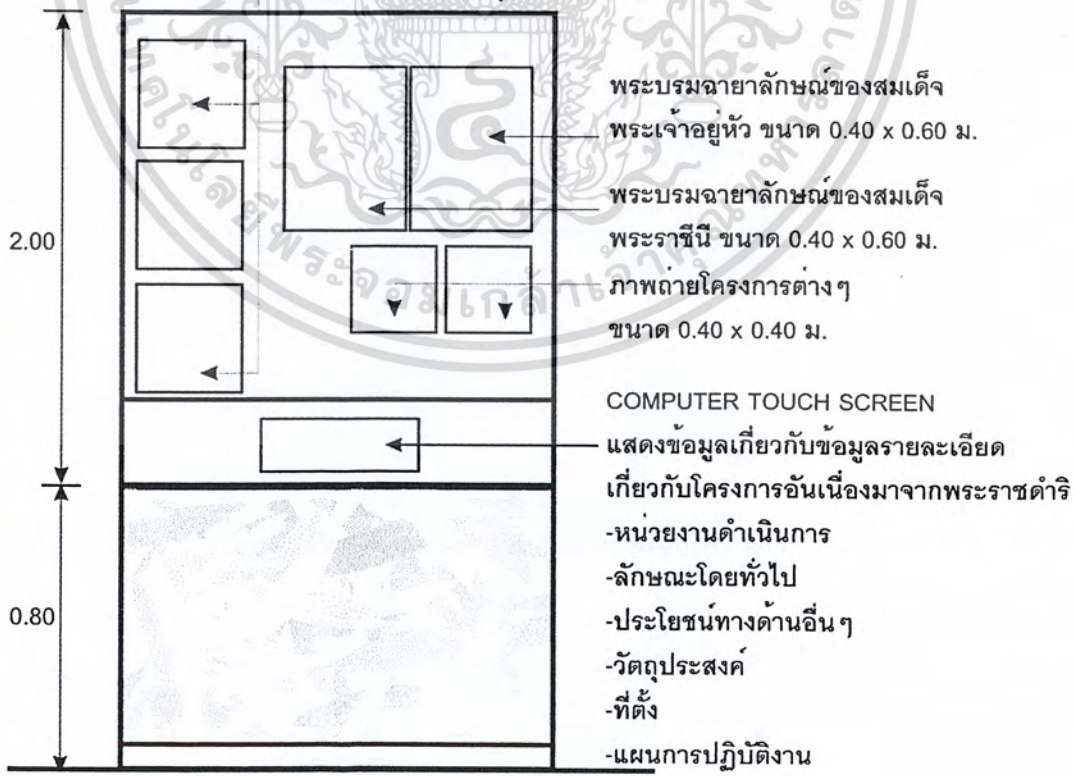 พระบรมฉายาลักษณ์ของสมเด็จ
พระเจ้าอยู่หัว ขนาด 0.40 x 0.60 ม.
พระบรมฉายาลักษณ์ของสมเด็จ
พระราชินี ขนาด 0.40 x 0.60 ม.
ภาพถ่ายโครงการต่างๆ
ขนาด 0.40 x 0.40 ม.
2.00
COMPUTER TOUCH SCREEN
แสดงข้อมูลเกี่ยวกับข้อมูลรายละเอียด
เกี่ยวกับโครงการอันเนื่องมาจากพระราชดำริ
-หน่วยงานดำเนินการ
-ลักษณะโดยทั่วไป
0.80
-ประโยชน์ทางด้านอื่นๆ
-วัตถุประสงค์
-ที่ตั้ง
-แผนการปฏิบัติงาน